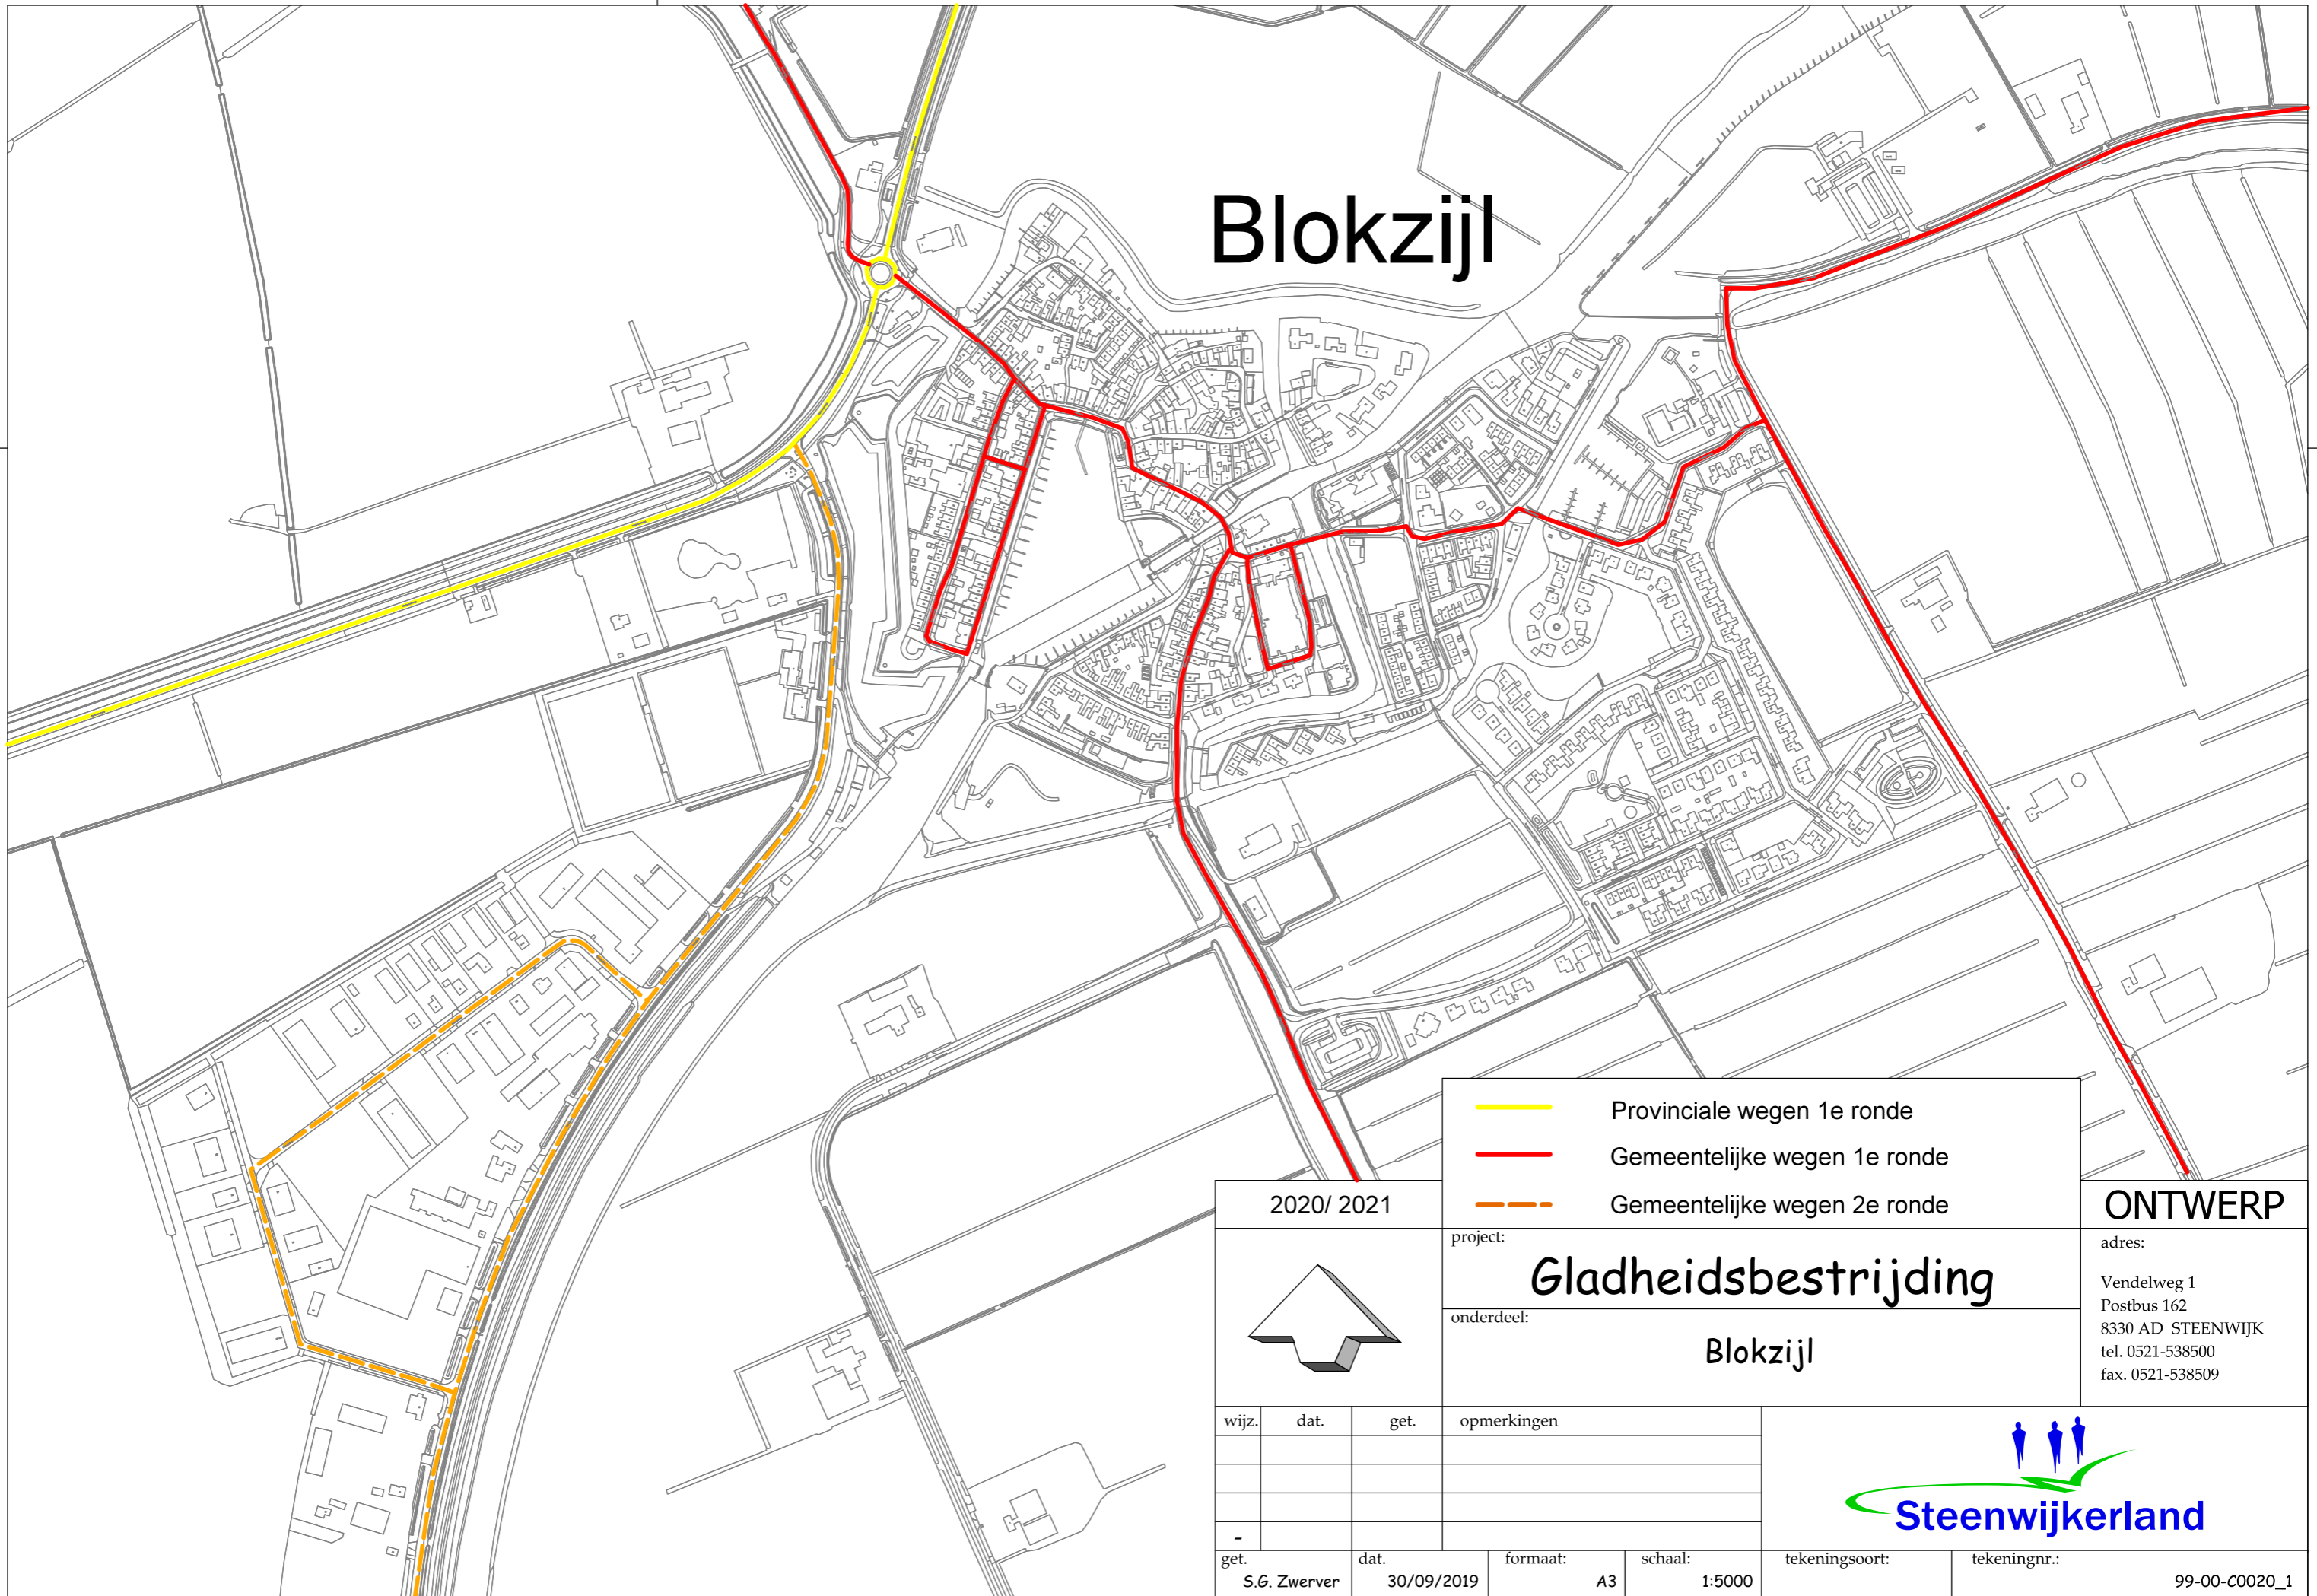 Blokzijl
Provinciale wegen 1e ronde
Gemeentelijke wegen 1e ronde
Gemeentelijke wegen 2e ronde
2020/ 2021
ONTWERP
project:
Gladheidsbestrijding
onderdeel:
Blokzijl
adres:
Vendelweg 1
Postbus 162
8330 AD STEENWIJK
tel. 0521-538500
fax. 0521-538509
wijz. dat. get. opmerkingen
-
Steenwijkerland
get. dat. formaat: schaal: tekeningsoort: tekeningnr.:
S.G. Zwerver 30/09/2019 A3 1:5000 99-00-C0020_1